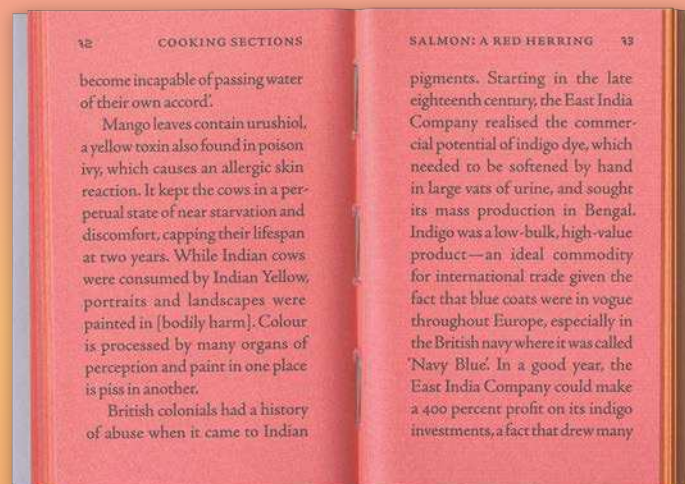 32 COOKING SECTIONS
become incapable of passing water
of their own accord’.
Mango leaves contain urushiol,
a yellow toxin also found in poison
ivy, which causes an allergic skin
reaction. It kept the cows in a per-
petual state of near starvation and
discomfort, capping their lifespan
at two years. While Indian cows
were consumed by Indian Yellow,
portraits and landscapes were
painted in [bodily harm]. Colour
is processed by many organs of
perception and paint in one place
is piss in another.
British colonials had a history
of abuse when it came to Indian
SALMON: A RED HERRING 33
pigments. Starting in the late
eighteenth century, the East India
Company realised the commer-
cial potential of indigo dye, which
needed to be softened by hand
in large vats of urine, and sought
its mass production in Bengal.
Indigo was a low-bulk, high-value
product—an ideal commodity
for international trade given the
fact that blue coats were in vogue
throughout Europe, especially in
the British navy where it was called
‘Navy Blue’. In a good year, the
East India Company could make
a 400 percent profit on its indigo
investments, a fact that drew many